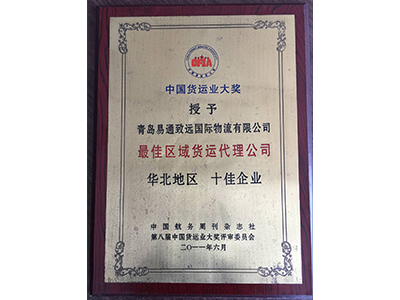 中国货运业大奖
授予
青岛易通致远国际物流有限公司
最佳区域货运代理公司
华北地区 十佳企业
中国航务周刊杂志社
第八届中国货运业大奖评审委员会
二〇一一年六月